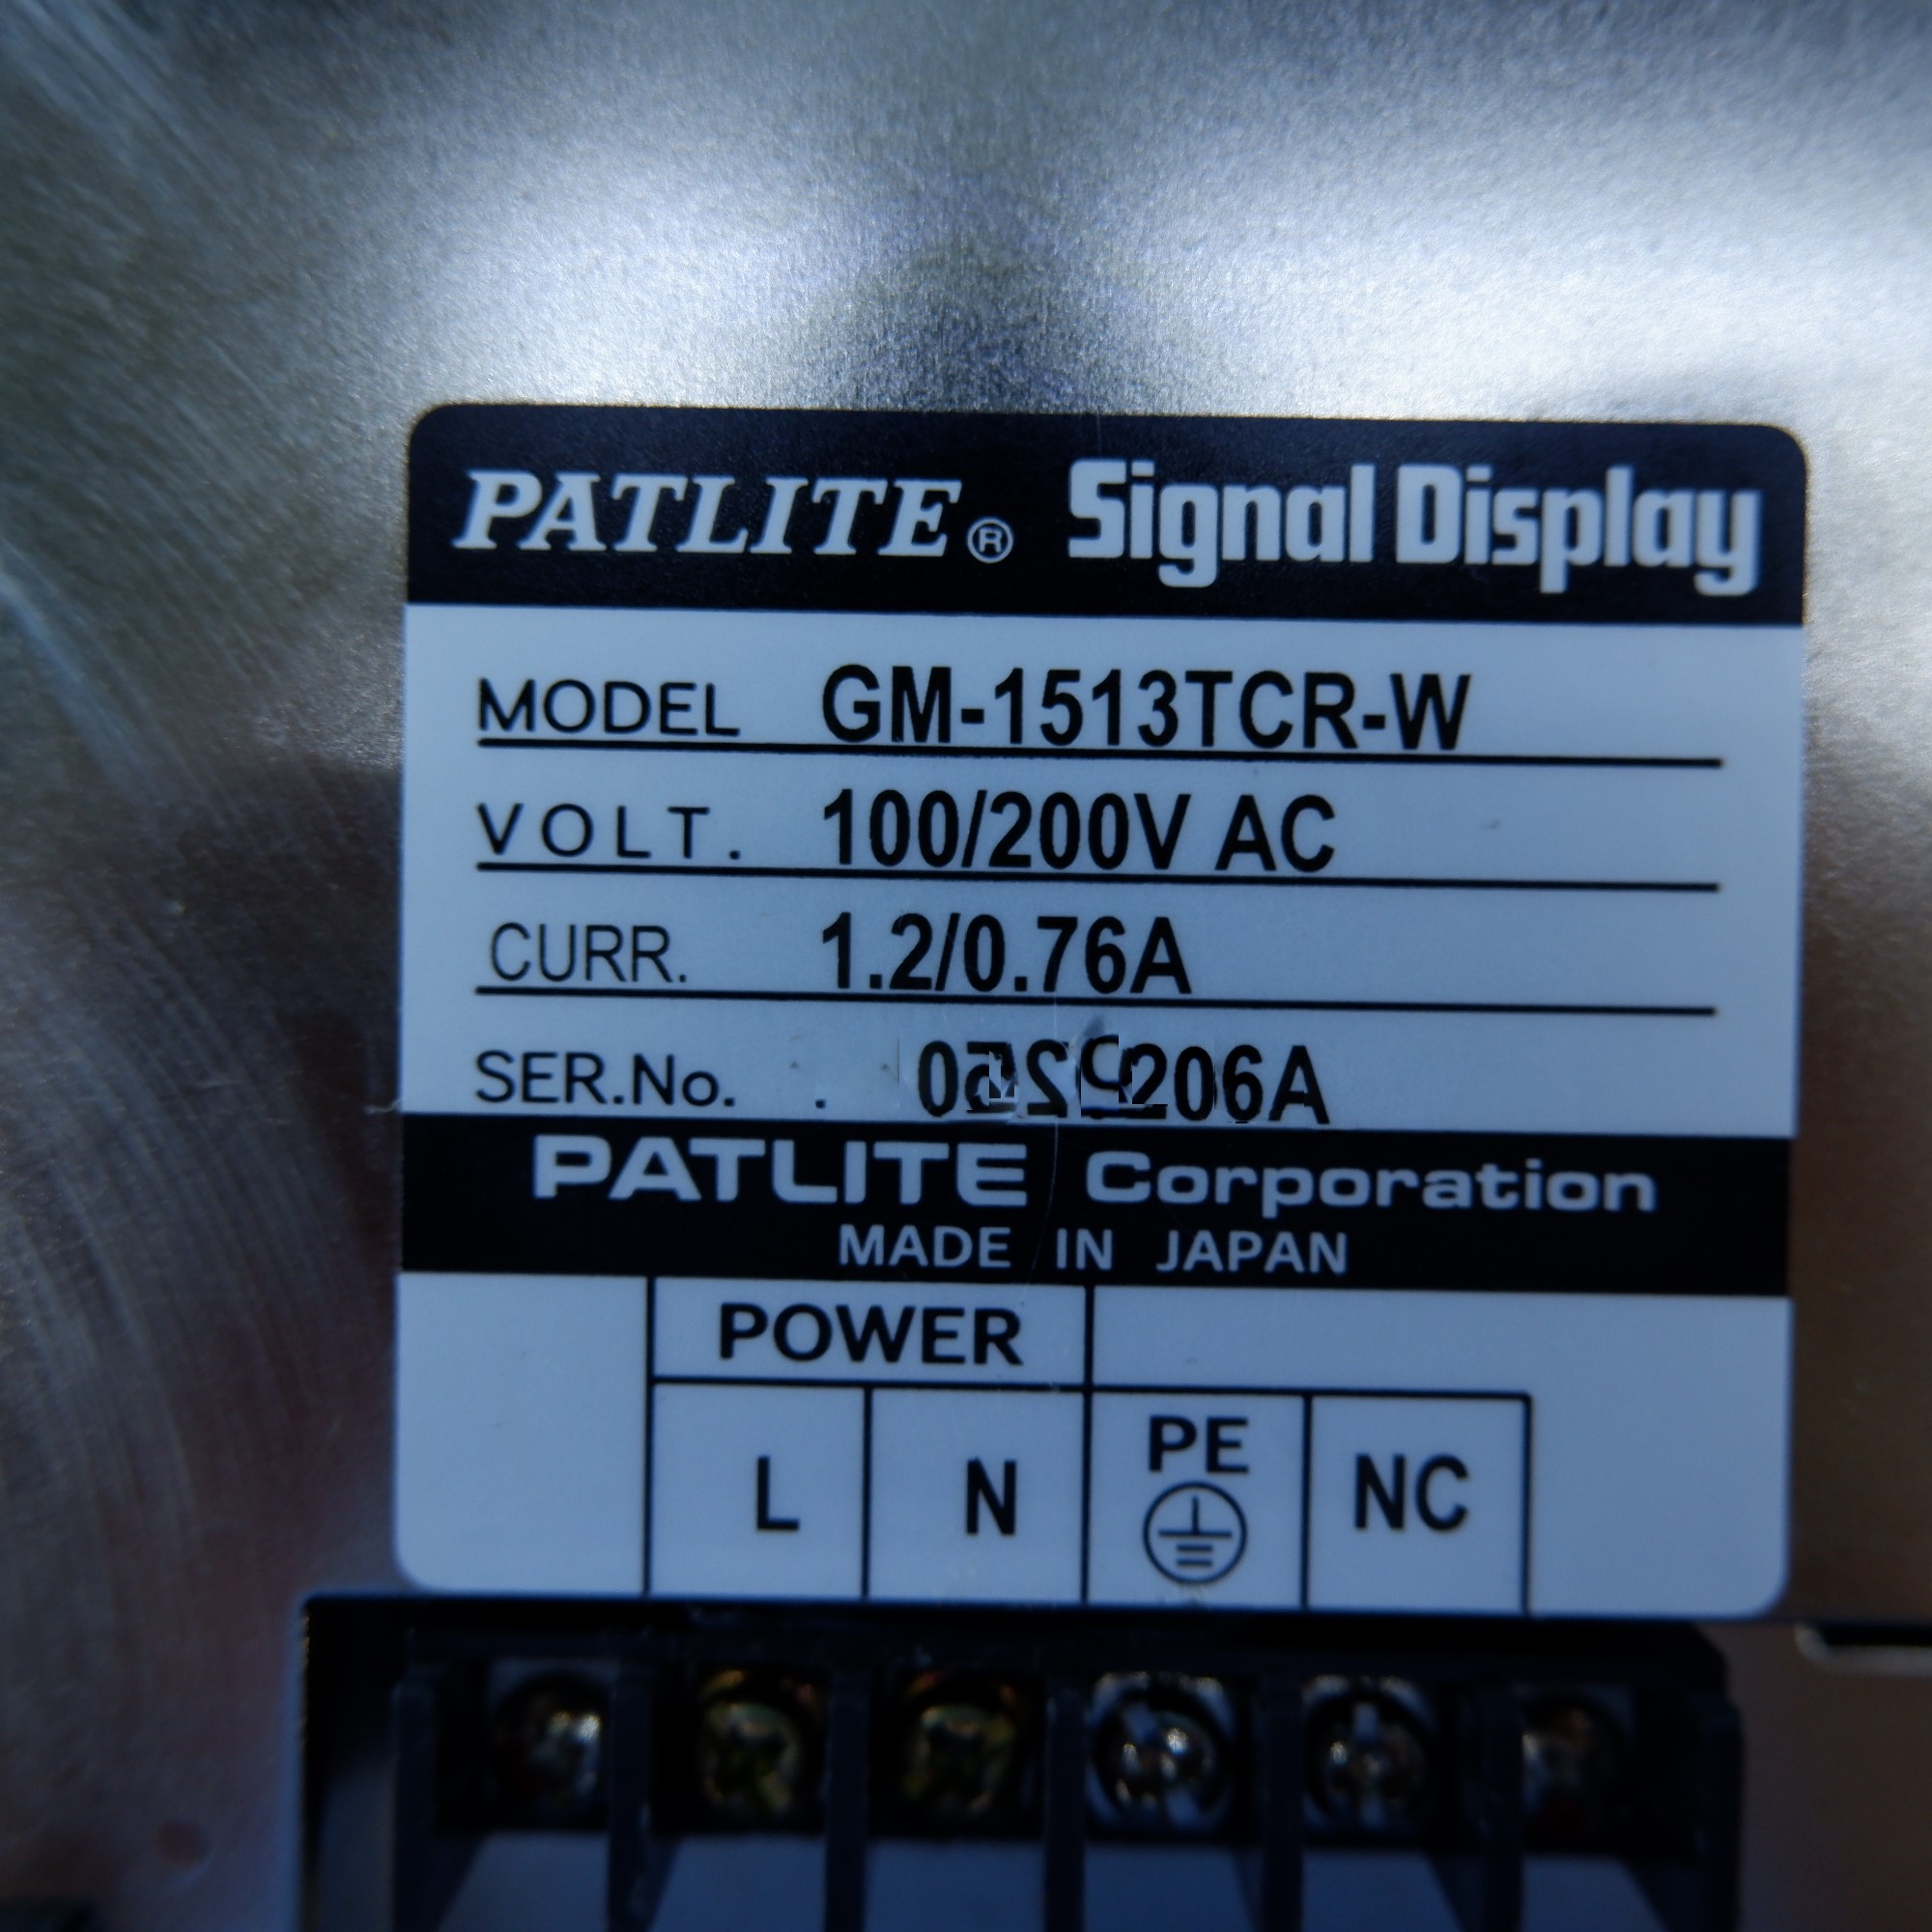 PATLITE® Signal Display
MODEL GM-1513TCR-W
VOLT. 100/200V AC
CURR. 1.2/0.76A
SER.No.
PATLITE Corporation
MADE IN JAPAN
POWER
L N PE NC